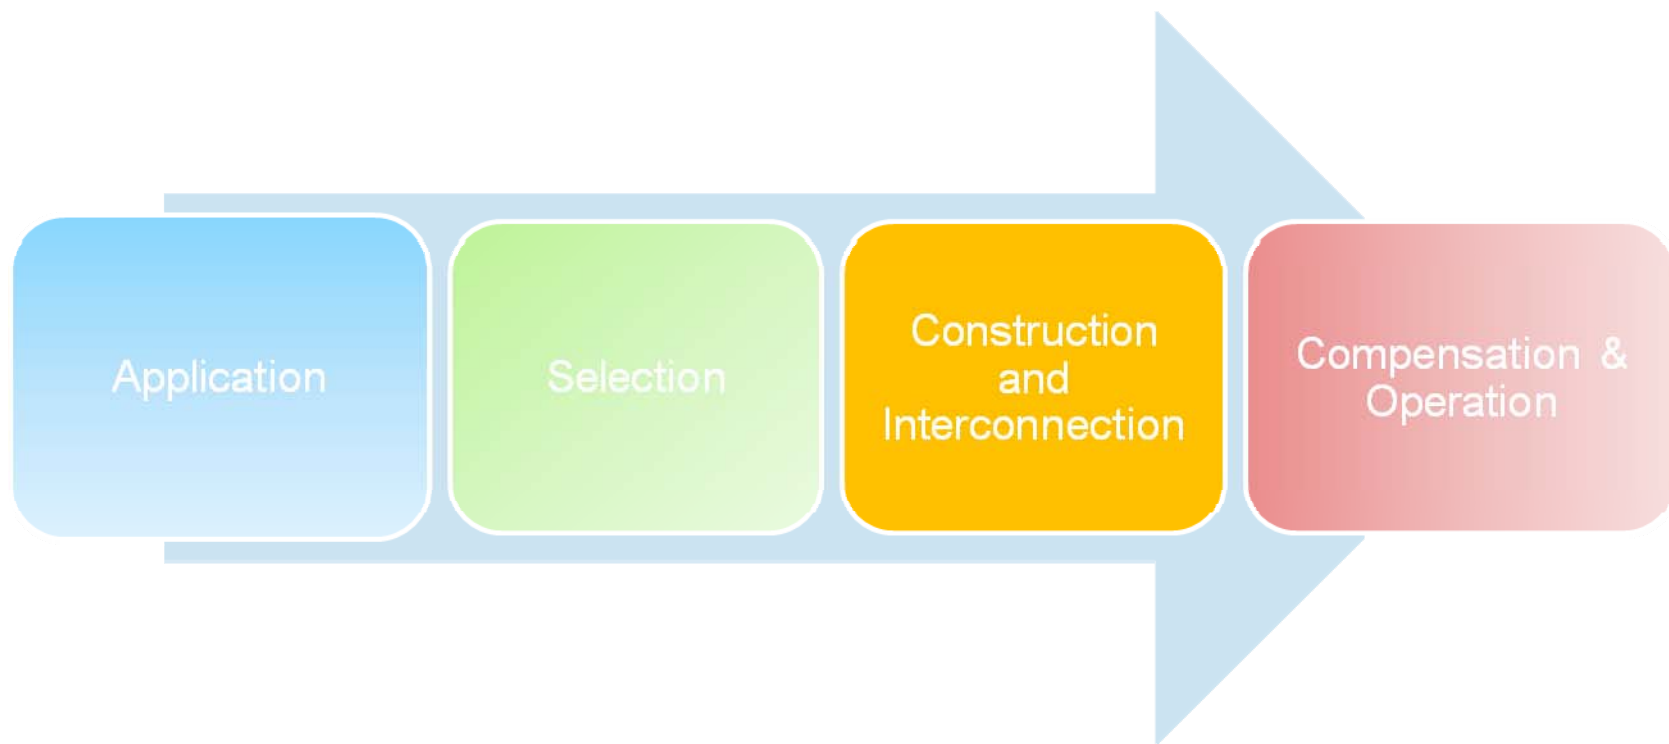 Application
Selection
Construction
and
Interconnection
Compensation &
Operation